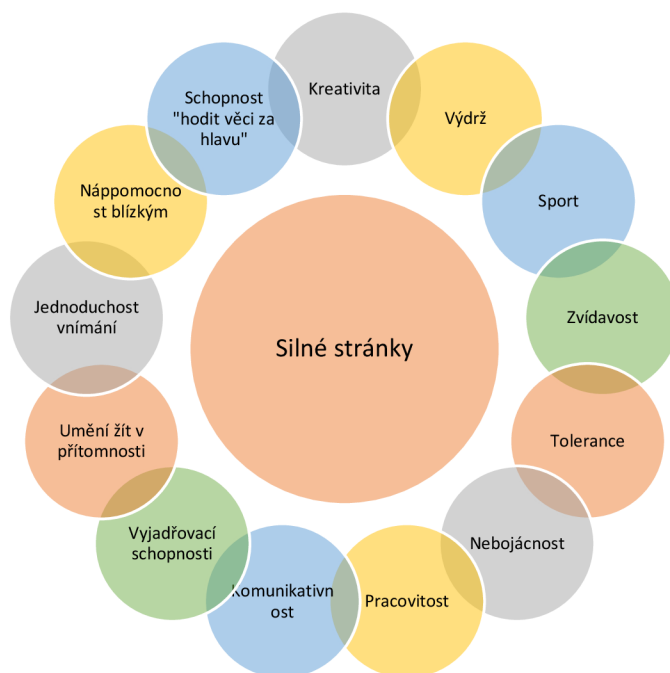 Kreativita
Výdrž
Sport
Zvídavost
Tolerance
Nebojácnost
Pracovitost
Komunikativn
ost
Vyjadřovací
schopnosti
Umění žít v
přítomnosti
Jednoduchost
vnímání
Náppomocno
st blízkým
Schopnost
"hodit věci za
hlavu"
Silné stránky